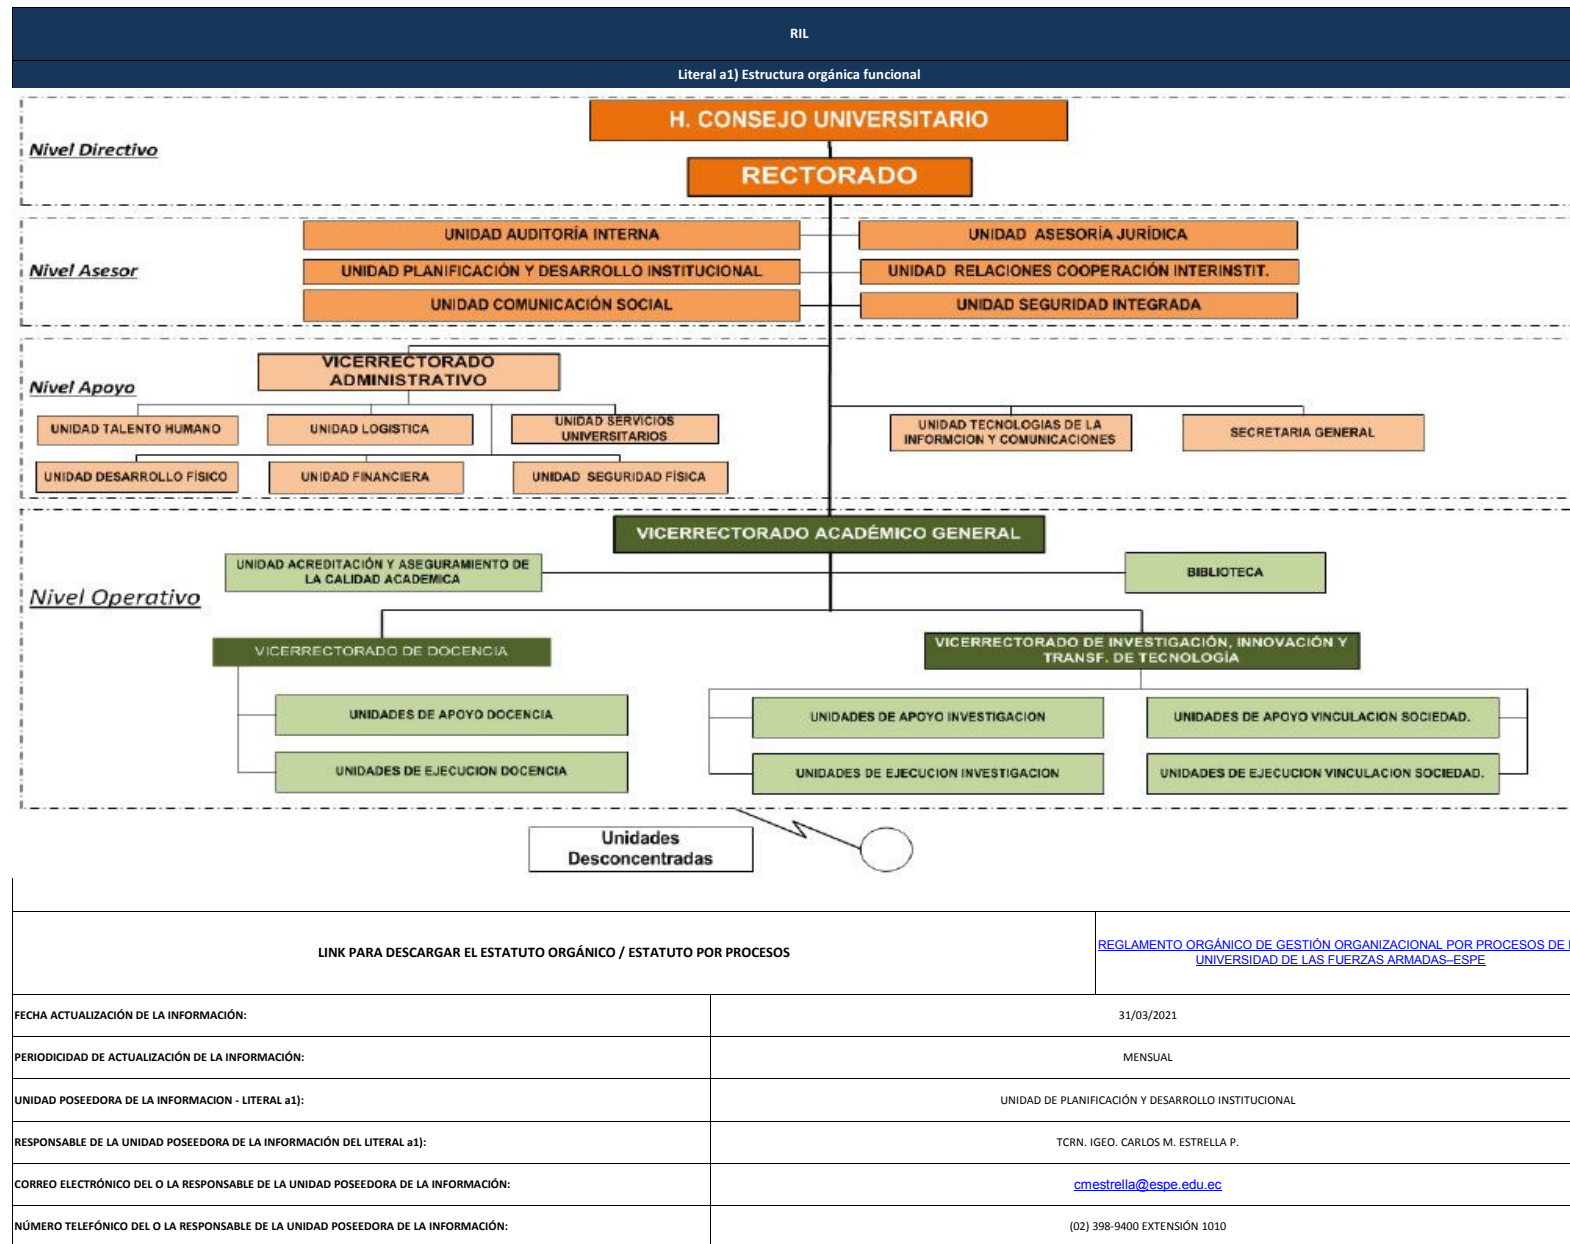 RIL
Literal a1) Estructura orgánica funcional
H. CONSEJO UNIVERSITARIO
Nivel Directivo
RECTORADO
UNIDAD AUDITORÍA INTERNA
UNIDAD ASESORÍA JURÍDICA
Nivel Asesor
UNIDAD PLANIFICACIÓN Y DESARROLLO INSTITUCIONAL
UNIDAD RELACIONES COOPERACIÓN INTERINSTIT.
UNIDAD COMUNICACIÓN SOCIAL
UNIDAD SEGURIDAD INTEGRADA
VICERRECTORADO
ADMINISTRATIVO
Nivel Apoyo
UNIDAD TALENTO HUMANO
UNIDAD LOGISTICA
UNIDAD SERVICIOS
UNIVERSITARIOS
UNIDAD TECNOLOGIAS DE LA
INFORMCION Y COMUNICACIONES
SECRETARIA GENERAL
UNIDAD DESARROLLO FÍSICO
UNIDAD FINANCIERA
UNIDAD SEGURIDAD FÍSICA
VICERRECTORADO ACADÉMICO GENERAL
UNIDAD ACREDITACIÓN Y ASEGURAMIENTO DE
LA CALIDAD ACADEMICA
BIBLIOTECA
Nivel Operativo
VICERRECTORADO DE DOCENCIA
VICERRECTORADO DE INVESTIGACIÓN, INNOVACIÓN Y
TRANSF. DE TECNOLOGÍA
UNIDADES DE APOYO DOCENCIA
UNIDADES DE APOYO INVESTIGACION
UNIDADES DE APOYO VINCULACION SOCIEDAD.
UNIDADES DE EJECUCION DOCENCIA
UNIDADES DE EJECUCION INVESTIGACION
UNIDADES DE EJECUCION VINCULACION SOCIEDAD.
Unidades
Desconcentradas
LINK PARA DESCARGAR EL ESTATUTO ORGÁNICO / ESTATUTO POR PROCESOS
REGLAMENTO ORGÁNICO DE GESTIÓN ORGANIZACIONAL POR PROCESOS DE
UNIVERSIDAD DE LAS FUERZAS ARMADAS–ESPE
FECHA ACTUALIZACIÓN DE LA INFORMACIÓN:
31/03/2021
PERIODICIDAD DE ACTUALIZACIÓN DE LA INFORMACIÓN:
MENSUAL
UNIDAD POSEEDORA DE LA INFORMACION - LITERAL a1):
UNIDAD DE PLANIFICACIÓN Y DESARROLLO INSTITUCIONAL
RESPONSABLE DE LA UNIDAD POSEEDORA DE LA INFORMACIÓN DEL LITERAL a1):
TCRN. IGEO. CARLOS M. ESTRELLA P.
CORREO ELECTRÓNICO DEL O LA RESPONSABLE DE LA UNIDAD POSEEDORA DE LA INFORMACIÓN:
cmestrella@espe.edu.ec
NÚMERO TELEFÓNICO DEL O LA RESPONSABLE DE LA UNIDAD POSEEDORA DE LA INFORMACIÓN:
(02) 398-9400 EXTENSIÓN 1010